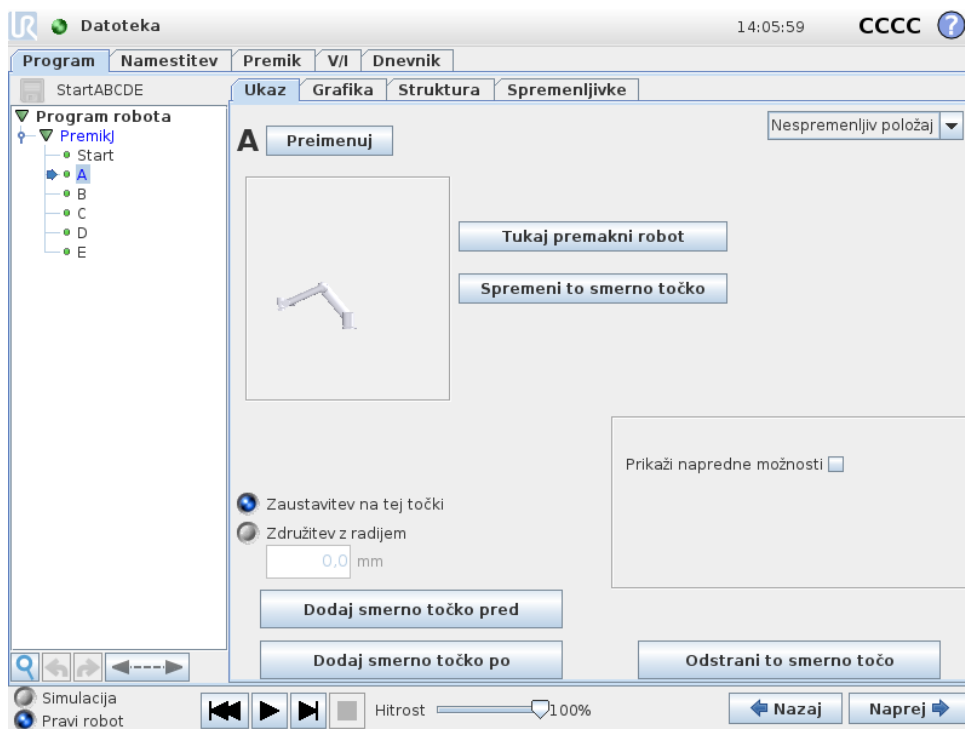 UR Datoteka 14:05:59 CCCC ?
Program Namestitev Premik V/I Dnevnik
StartABCDE Ukaz Grafika Struktura Spremenljivke
Program robota
PremikJ
Start
A
B
C
D
E
A Preimenuj Nespremenljiv položaj
Tukaj premakni robot
Spremeni to smerno točko
Prikaži napredne možnosti
Zaustavitev na tej točki
Združitev z radijem
0,0 mm
Dodaj smerno točko pred
Dodaj smerno točko po Odstrani to smerno točo
Simulacija
Pravi robot
Hitrost 100% Nazaj Naprej